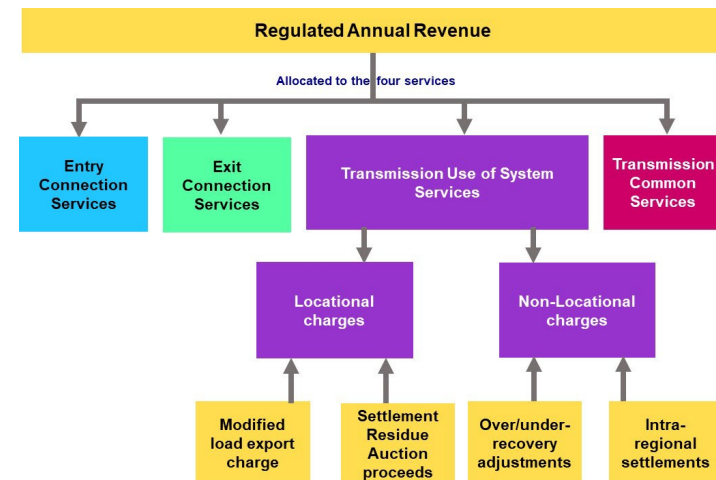 Regulated Annual Revenue
Allocated to the four services
Entry
Connection
Services
Exit
Connection
Services
Transmission Use of System
Services
Transmission
Common
Services
Locational
charges
Non-Locational
charges
Modified
load export
charge
Settlement
Residue
Auction
proceeds
Over/under-
recovery
adjustments
Intra-
regional
settlements